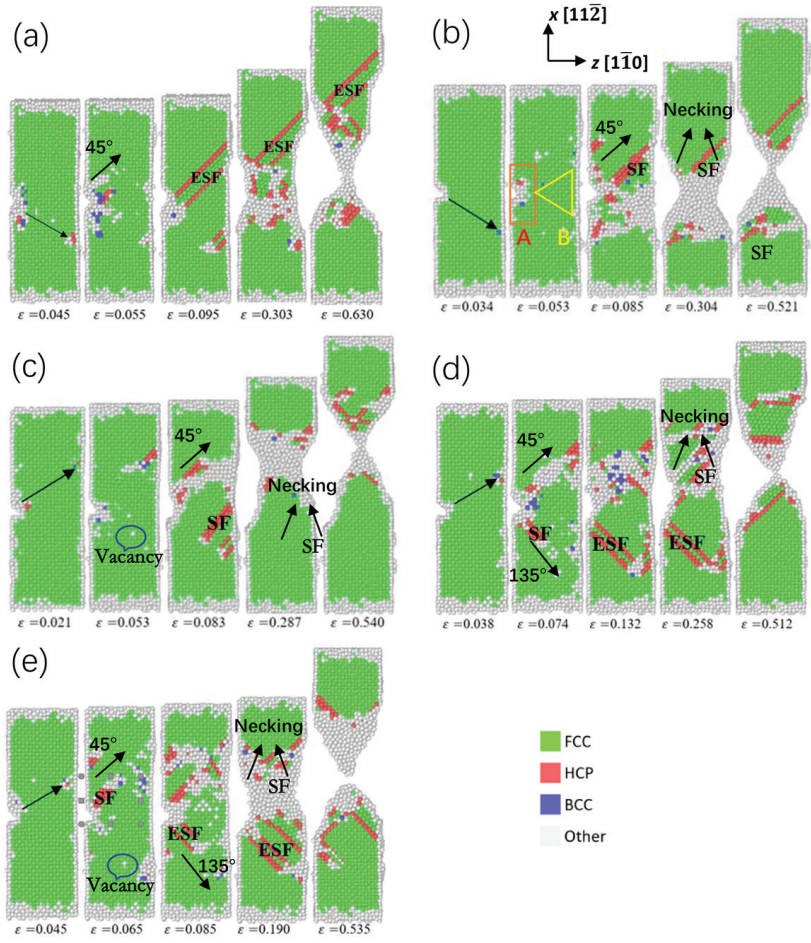 (a)
45°
ESF
ESF
ESF
ESF
ε =0.045 ε =0.055 ε =0.095 ε =0.303 ε =0.630
(b)
x [112̅]
z [11̅0]
45°
SF
A
B
Necking
SF
SF
ε =0.034 ε =0.053 ε =0.085 ε =0.304 ε =0.521
(c)
Vacancy
45°
SF
Necking
SF
ε =0.021 ε =0.053 ε =0.083 ε =0.287 ε =0.540
(d)
45°
SF
135°
ESF
Necking
SF
ESF
ε =0.038 ε =0.074 ε =0.132 ε =0.258 ε =0.512
(e)
45°
SF
Vacancy
ESF
135°
Necking
SF
ESF
ε =0.045 ε =0.065 ε =0.085 ε =0.190 ε =0.535
FCC
HCP
BCC
Other